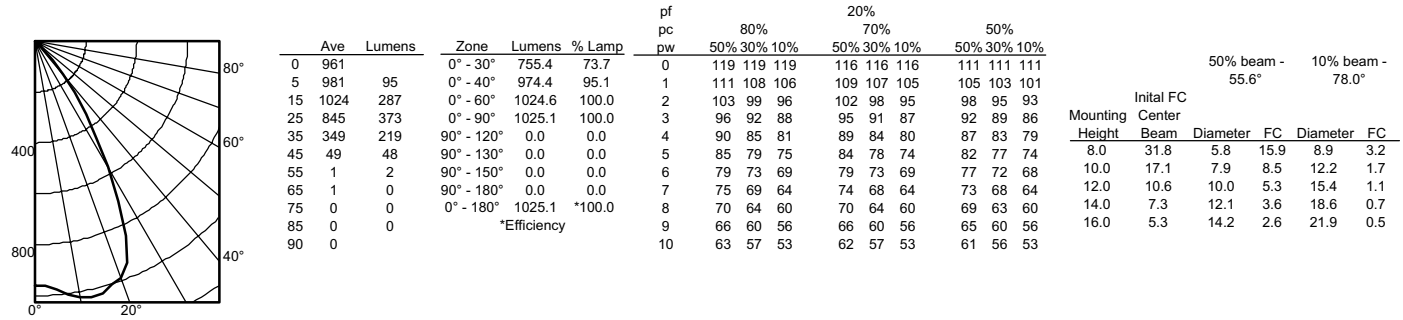 400
800
0°
20°
40°
60°
80°
Ave Lumens
0 961
5 981 95
15 1024 287
25 845 373
35 349 219
45 49 48
55 1 2
65 1 0
75 0 0
85 0 0
90 0
Zone Lumens % Lamp
0° - 30° 755.4 73.7
0° - 40° 974.4 95.1
0° - 60° 1024.6 100.0
0° - 90° 1025.1 100.0
90° - 120° 0.0 0.0
90° - 130° 0.0 0.0
90° - 150° 0.0 0.0
90° - 180° 0.0 0.0
0° - 180° 1025.1 *100.0
*Efficiency
pf 20%
pc 80% 70% 50%
pw 50% 30% 10% 50% 30% 10% 50% 30% 10%
0 119 119 119 116 116 116 111 111 111
1 111 108 106 109 107 105 105 103 101
2 103 99 96 102 98 95 98 95 93
3 96 92 88 95 91 87 92 89 86
4 90 85 81 89 84 80 87 83 79
5 85 79 75 84 78 74 82 77 74
6 79 73 69 79 73 69 77 72 68
7 75 69 64 74 68 64 73 68 64
8 70 64 60 70 64 60 69 63 60
9 66 60 56 66 60 56 65 60 56
10 63 57 53 62 57 53 61 56 53
50% beam - 10% beam -
55.6° 78.0°
Inital FC
Mounting Center
Height Beam Diameter FC Diameter FC
8.0 31.8 5.8 15.9 8.9 3.2
10.0 17.1 7.9 8.5 12.2 1.7
12.0 10.6 10.0 5.3 15.4 1.1
14.0 7.3 12.1 3.6 18.6 0.7
16.0 5.3 14.2 2.6 21.9 0.5